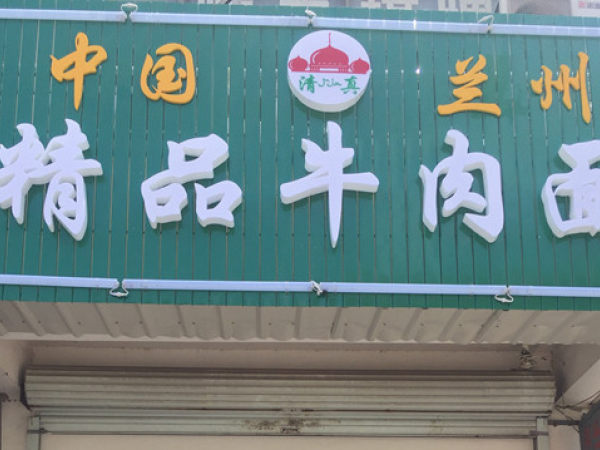 中国 清真 兰州
精品牛肉面